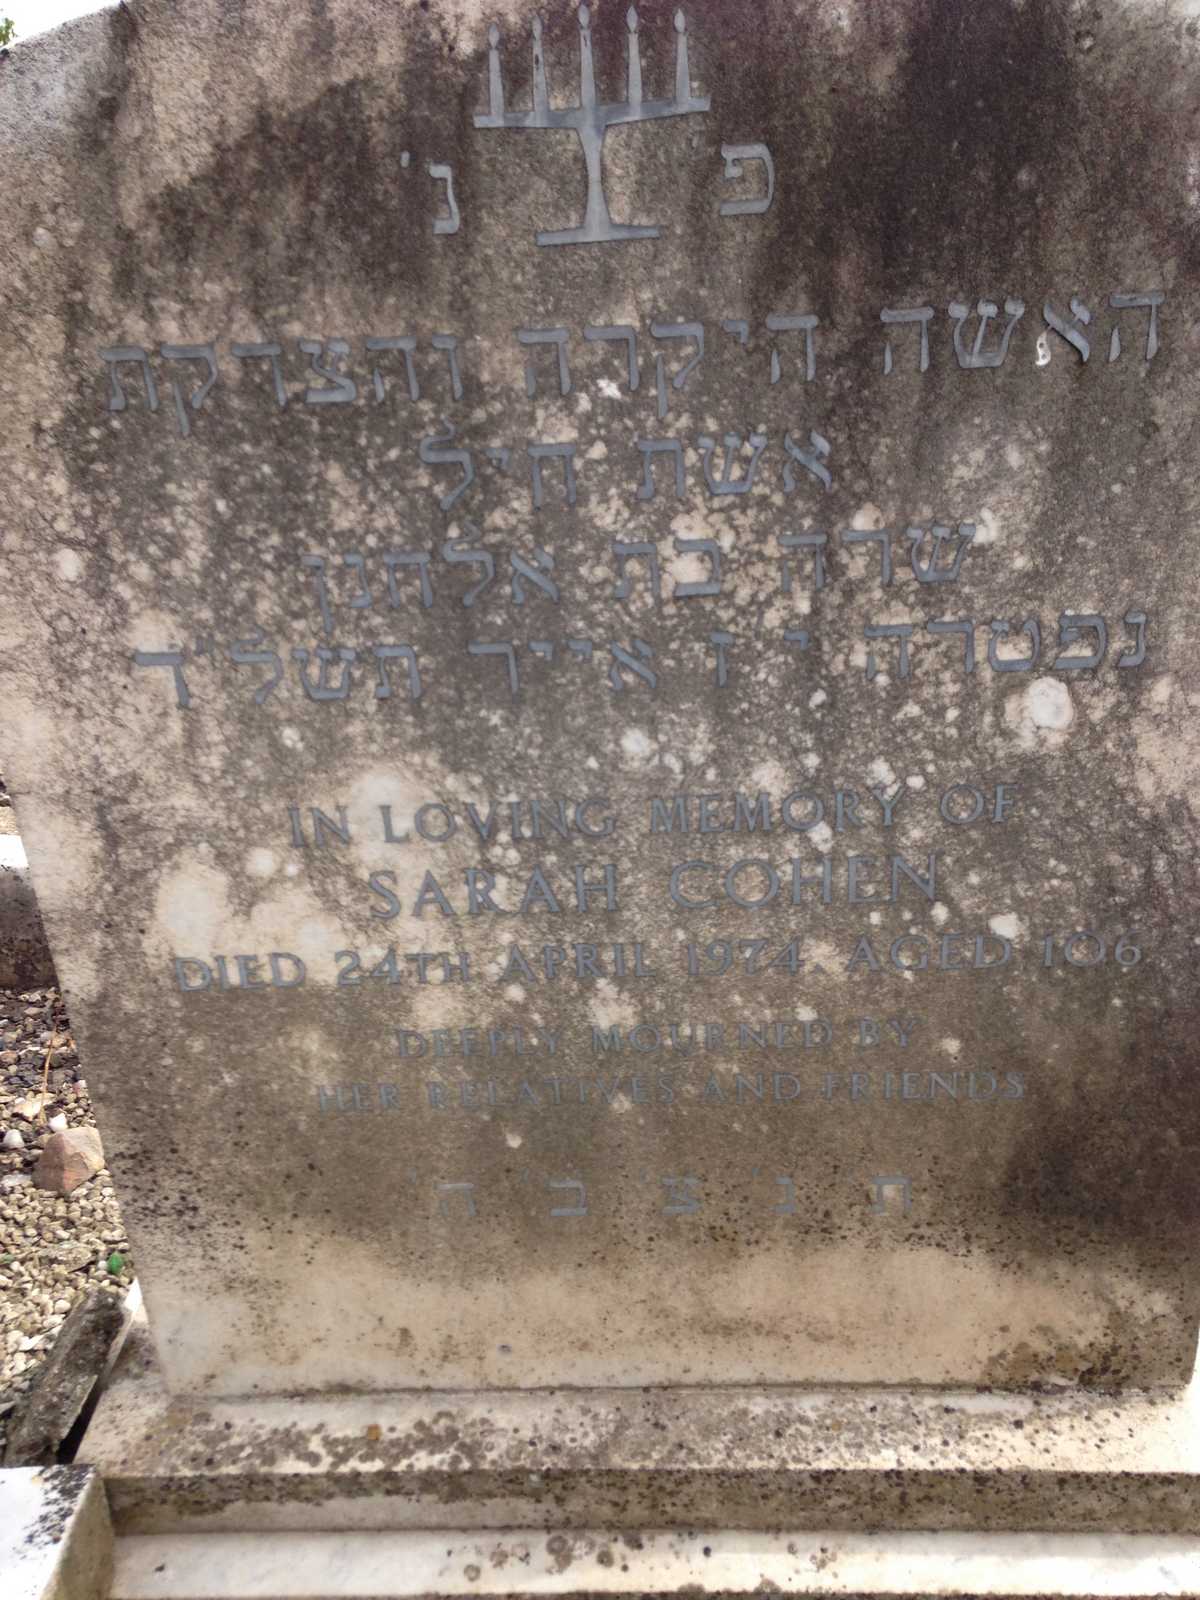 פ' נ'
האשה היקרה והצדקת
אשת חיל
שרה בת אלחנן
נפטרה י ז אייר תשל"ד
IN LOVING MEMORY OF
SARAH COHEN
DIED 24TH APRIL 1974. AGED 106
DEEPLY MOURNED BY
HER RELATIVES AND FRIENDS
ת' נ' צ' ב' ה'